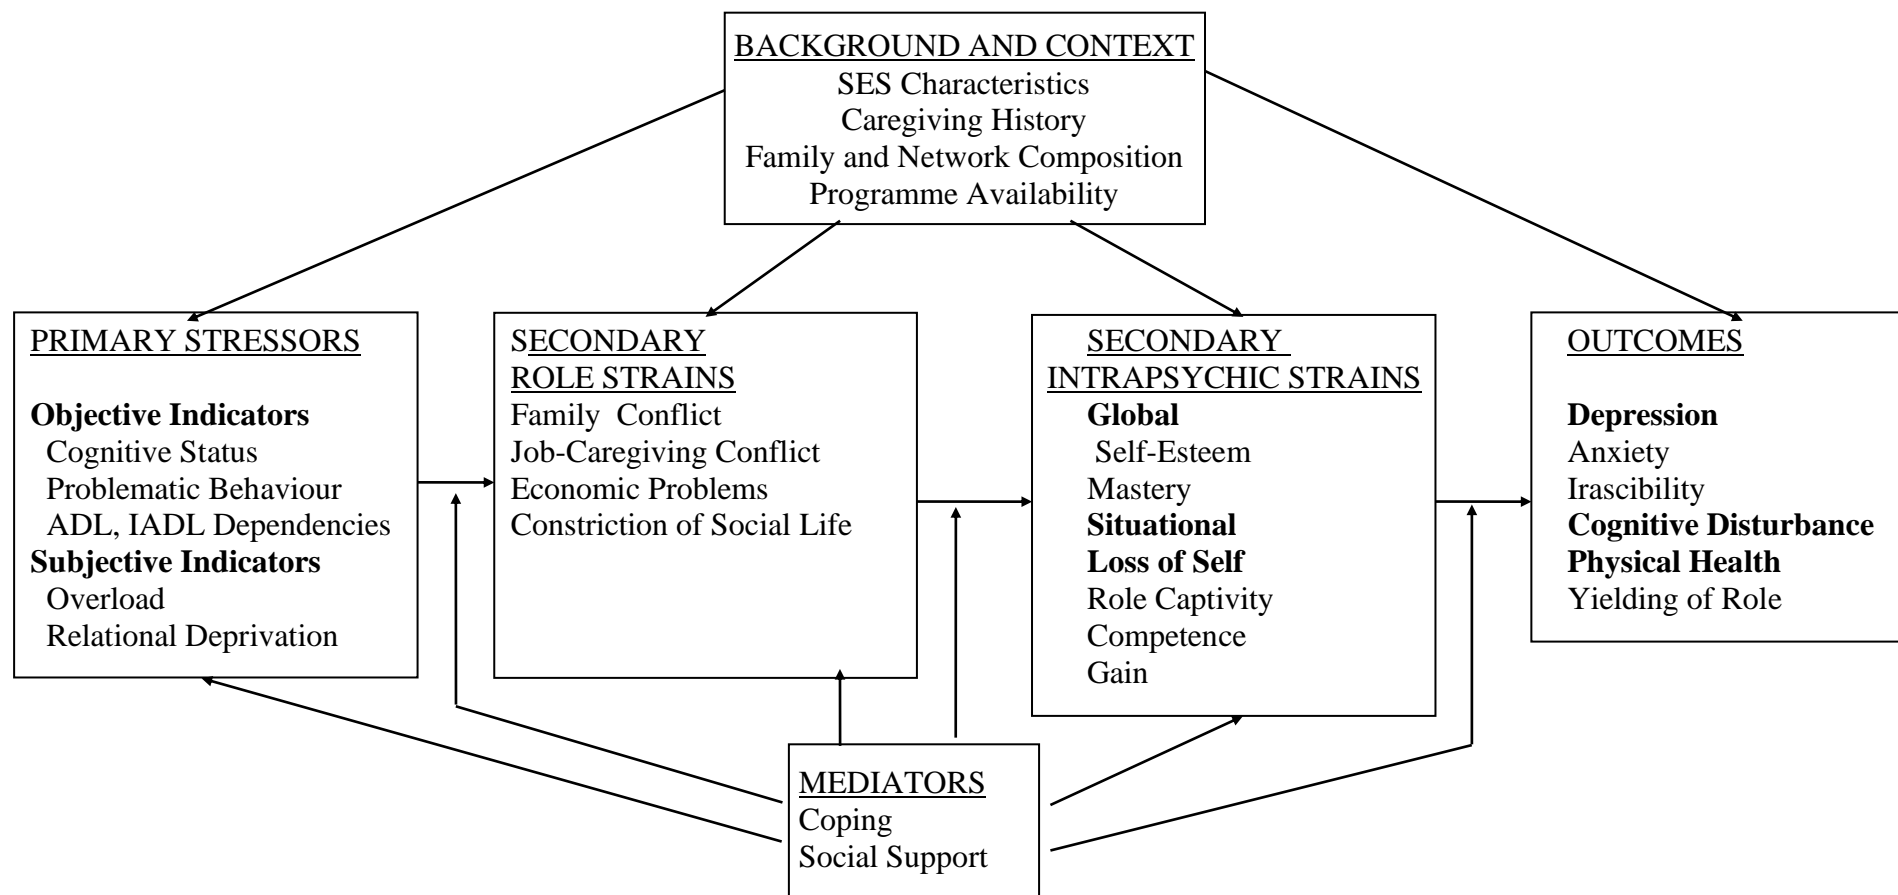 BACKGROUND AND CONTEXT
SES Characteristics
Caregiving History
Family and Network Composition
Programme Availability
PRIMARY STRESSORS
Objective Indicators
Cognitive Status
Problematic Behaviour
ADL, IADL Dependencies
Subjective Indicators
Overload
Relational Deprivation
SECONDARY
ROLE STRAINS
Family Conflict
Job-Caregiving Conflict
Economic Problems
Constriction of Social Life
SECONDARY
INTRAPSYCHIC STRAINS
Global
Self-Esteem
Mastery
Situational
Loss of Self
Role Captivity
Competence
Gain
OUTCOMES
Depression
Anxiety
Irascibility
Cognitive Disturbance
Physical Health
Yielding of Role
MEDIATORS
Coping
Social Support